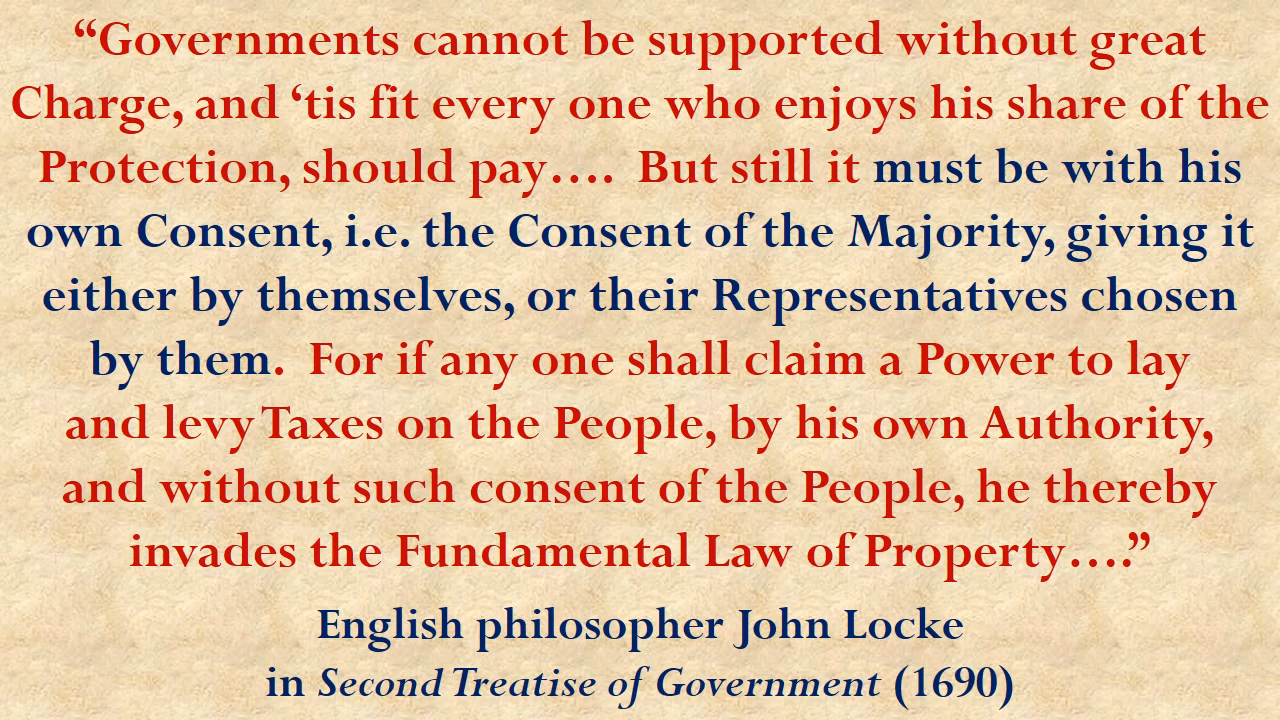 “Governments cannot be supported without great
Charge, and ‘tis fit every one who enjoys his share of the
Protection, should pay….  But still it must be with his
own Consent, i.e. the Consent of the Majority, giving it
either by themselves, or their Representatives chosen
by them.  For if any one shall claim a Power to lay
and levy Taxes on the People, by his own Authority,
and without such consent of the People, he thereby
invades the Fundamental Law of Property….”
English philosopher John Locke
in Second Treatise of Government (1690)